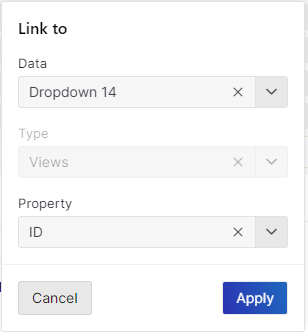 Link to
Data
Dropdown 14
Type
Views
Property
ID
Cancel Apply